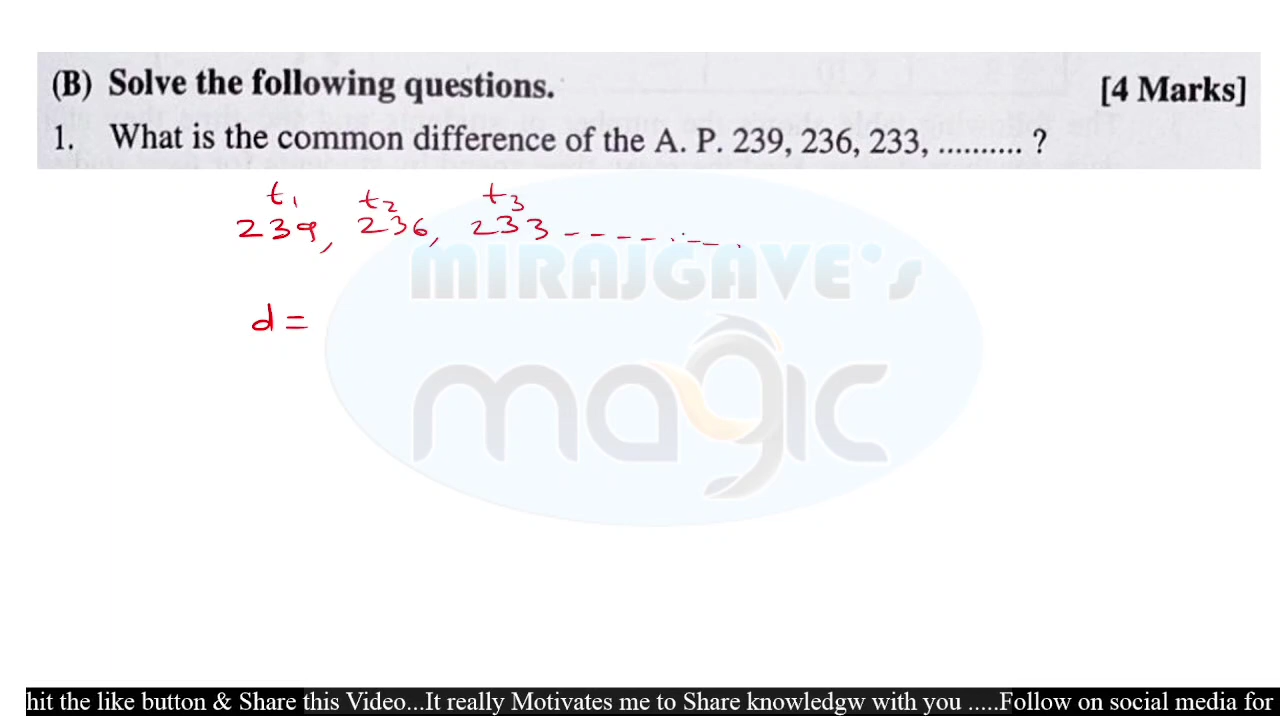 (B) Solve the following questions. [4 Marks]
1. What is the common difference of the A. P. 239, 236, 233, .......... ?
t1 t2 t3
239, 236, 233 - - - - . - - .
d =
MIRAJGAVE's
magic
hit the like button & Share this Video...It really Motivates me to Share knowledgw with you .....Follow on social media for